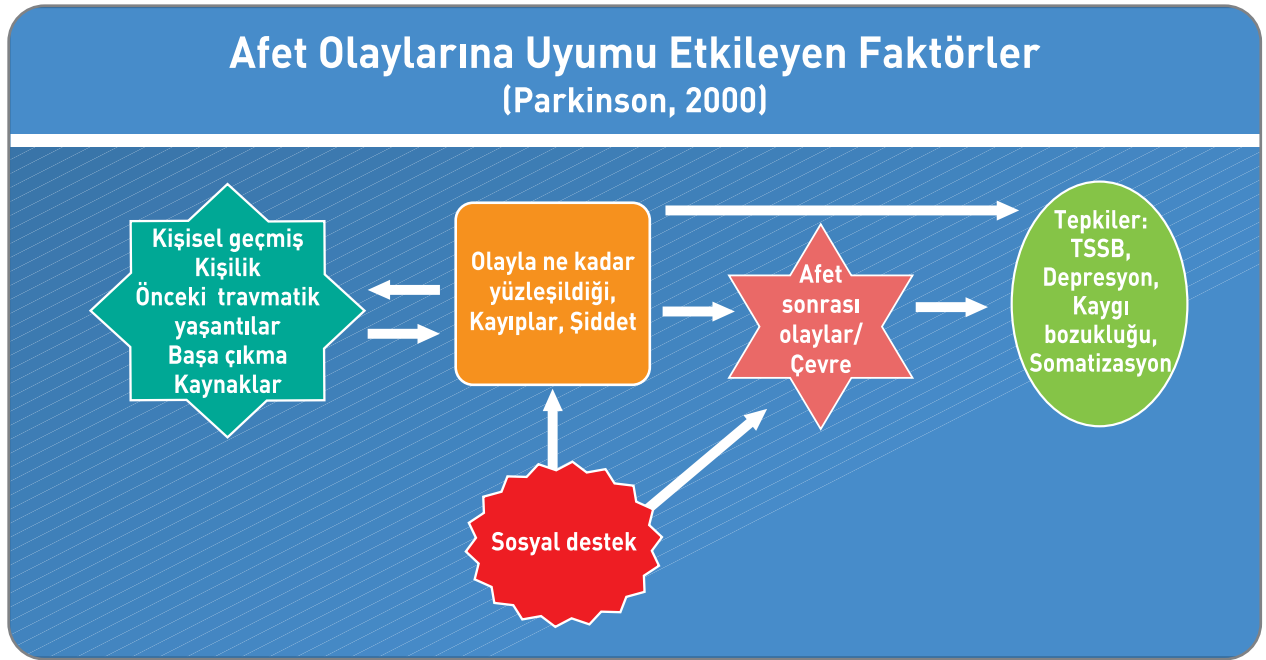 Afet Olaylarına Uyumu Etkileyen Faktörler
(Parkinson, 2000)
Kişisel geçmiş
Kişilik
Önceki travmatik
yaşantılar
Başa çıkma
Kaynaklar
Olayla ne kadar
yüzleşildiği,
Kayıplar, Şiddet
Afet
sonrası
olaylar/
Çevre
Tepkiler:
TSSB,
Depresyon,
Kaygı
bozukluğu,
Somatizasyon
Sosyal destek